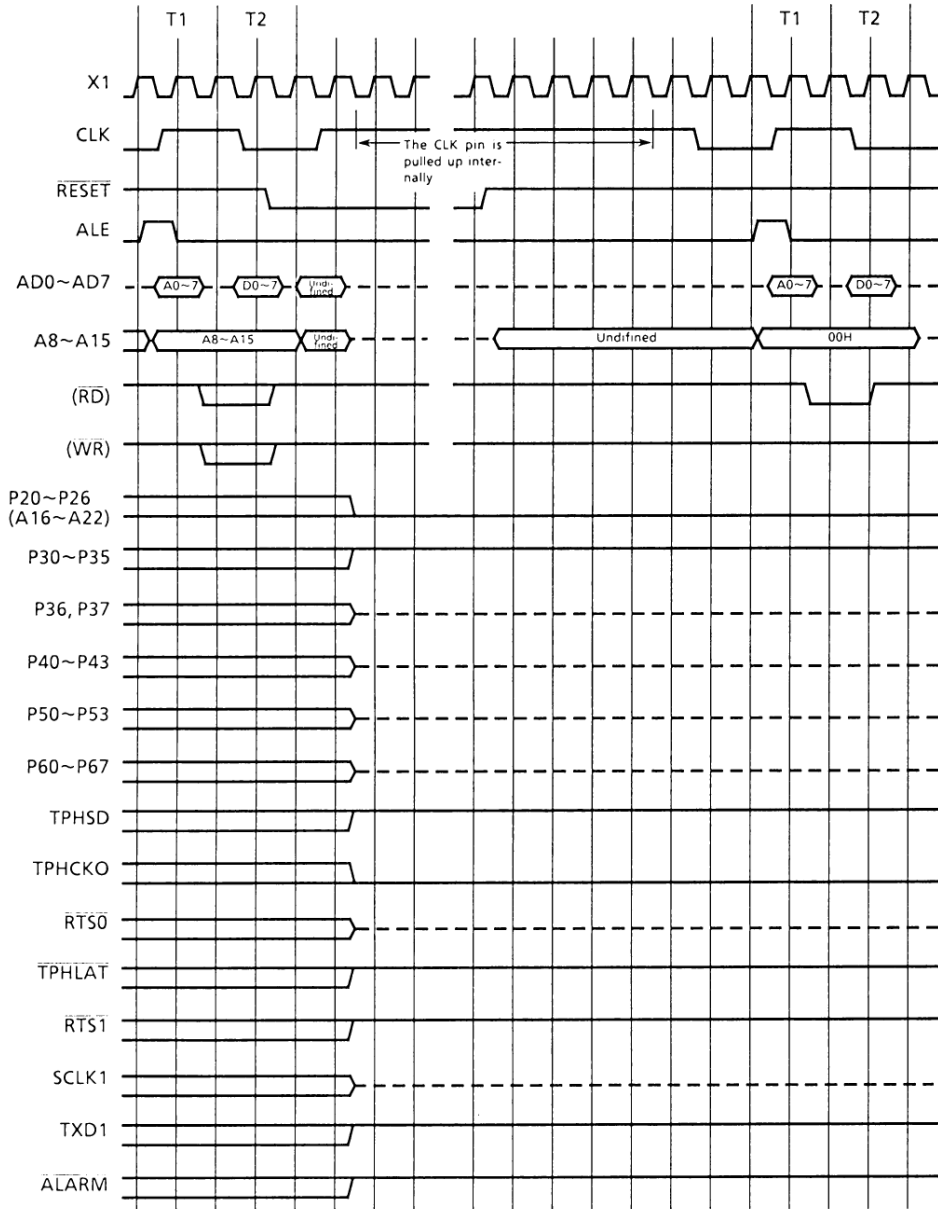 T1 T2 T1 T2
X1
CLK
The CLK pin is
pulled up inter-
nally
RESET
ALE
AD0~AD7 A0~7 D0~7 Undi-
fined A0~7 D0~7
A8~A15 A8~A15 Undi-
fined Undifined 00H
(RD)
(WR)
P20~P26
(A16~A22)
P30~P35
P36, P37
P40~P43
P50~P53
P60~P67
TPHSD
TPHCKO
RTS0
TPHLAT
RTS1
SCLK1
TXD1
ALARM